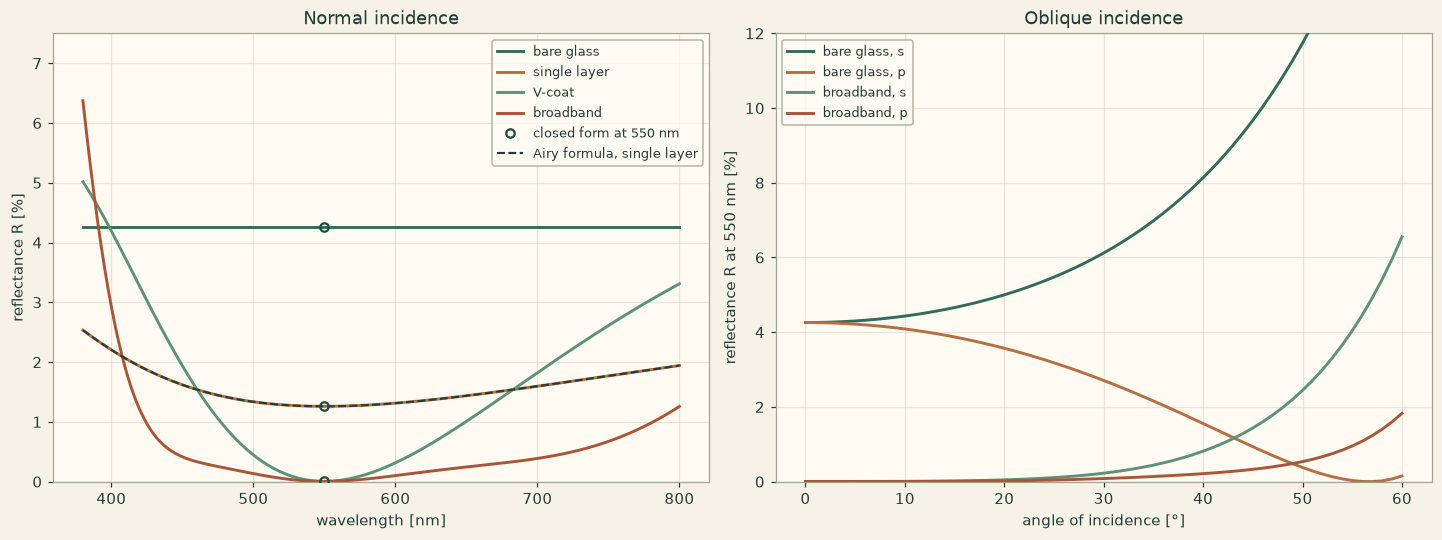 Normal incidence
reflectance R [%]
7
6
5
4
3
2
1
0
400 500 600 700 800
wavelength [nm]
bare glass
single layer
V-coat
broadband
closed form at 550 nm
Airy formula, single layer
Oblique incidence
reflectance R at 550 nm [%]
12
10
8
6
4
2
0
0 10 20 30 40 50 60
angle of incidence [°]
bare glass, s
bare glass, p
broadband, s
broadband, p